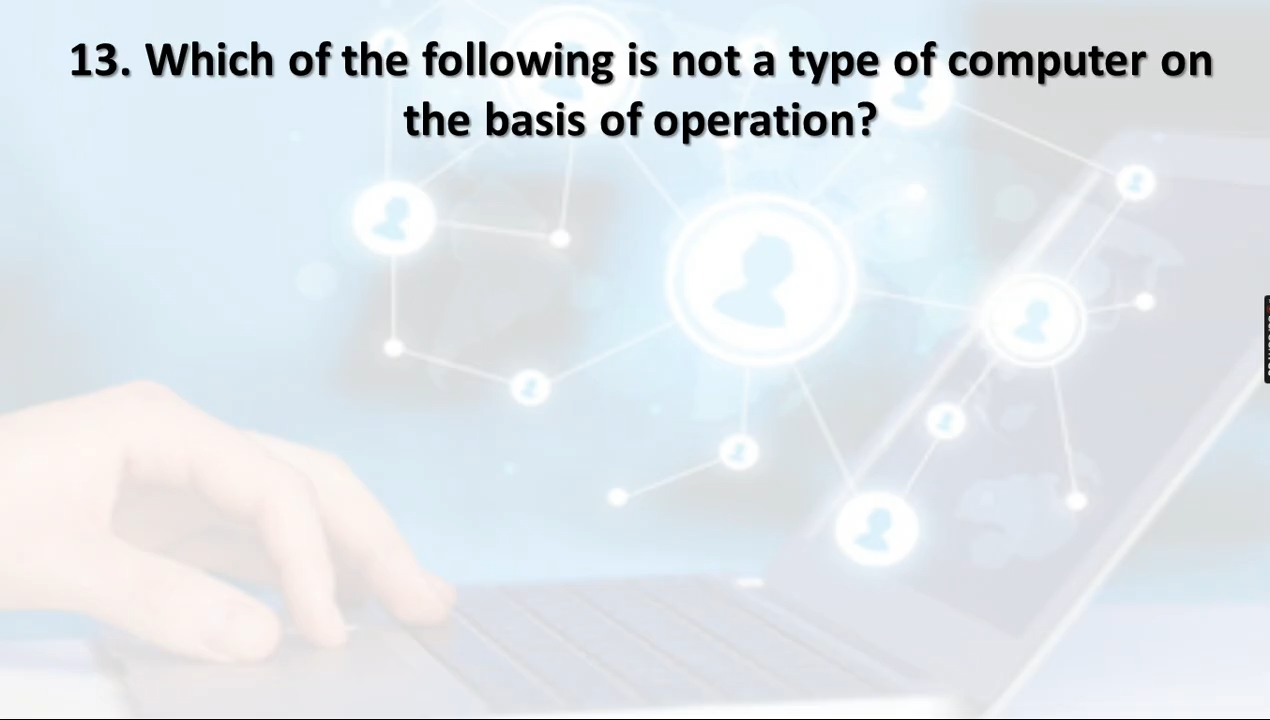 13. Which of the following is not a type of computer on
the basis of operation?